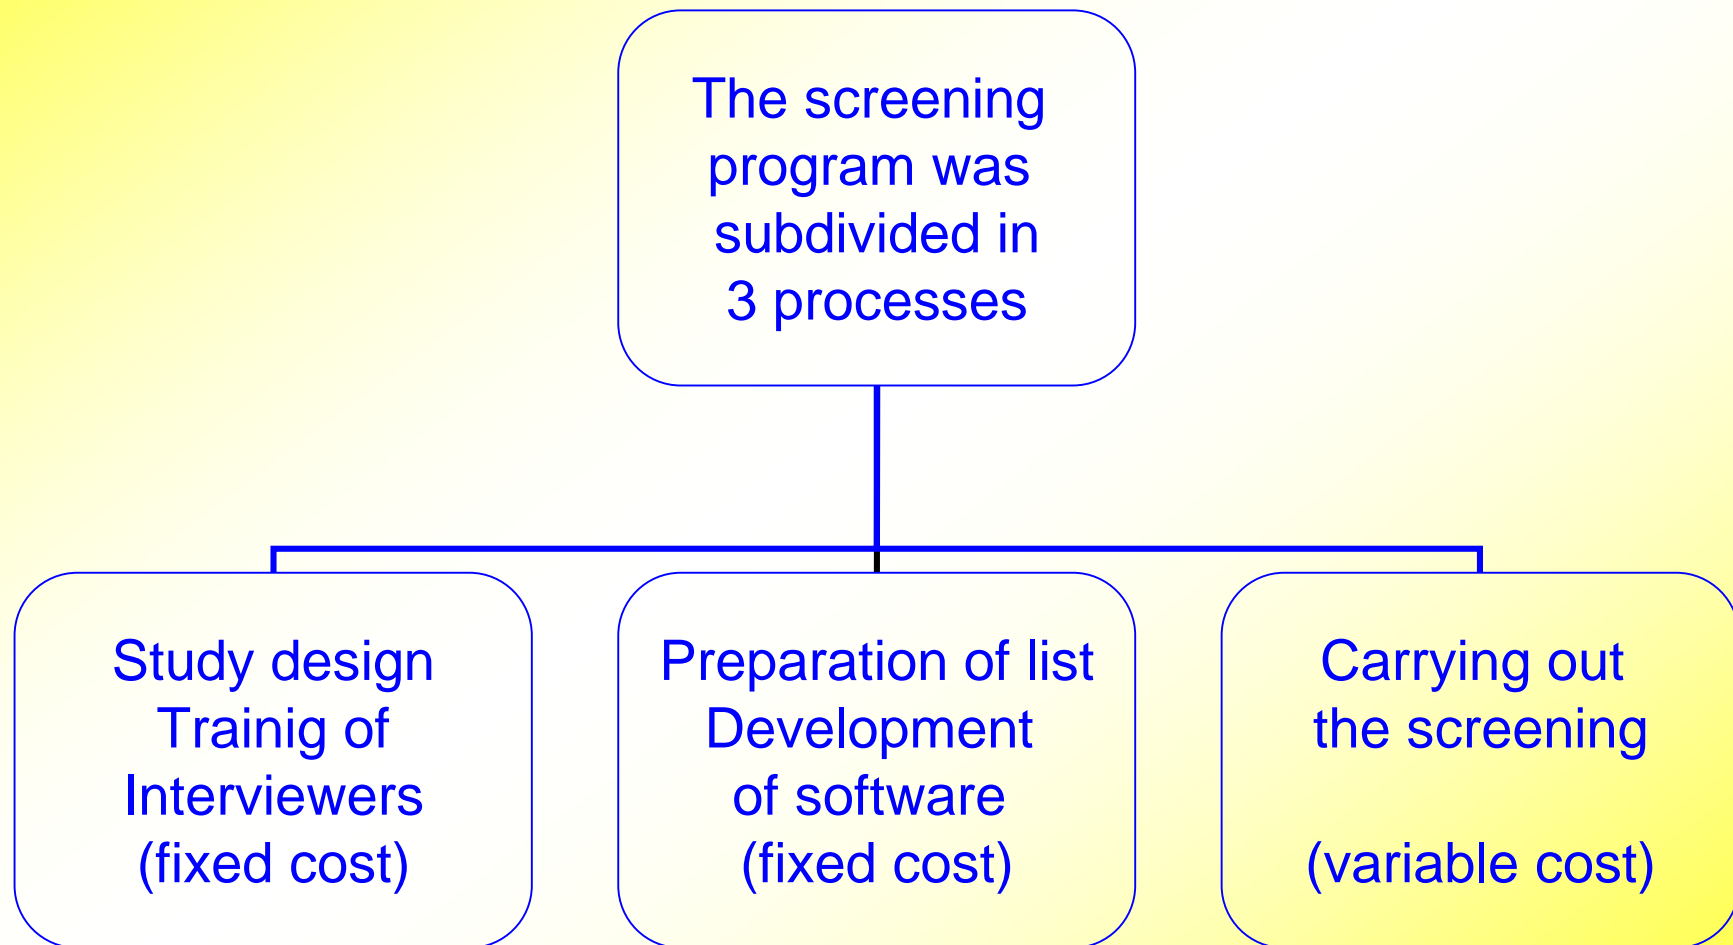 The screening
program was
subdivided in
3 processes
Study design
Trainig of
Interviewers
(fixed cost)
Preparation of list
Development
of software
(fixed cost)
Carrying out
the screening
(variable cost)